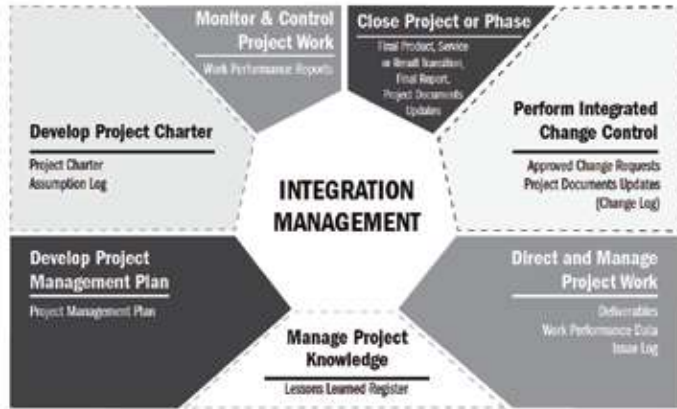 Monitor & Control
Project Work
Work Performance Reports
Close Project or Phase
Final Product, Service
or Result Transition,
Final Report,
Project Documents
Updates
Develop Project Charter
Project Charter
Assumption Log
Perform Integrated
Change Control
Approved Change Requests
Project Documents Updates
(Change Log)
INTEGRATION
MANAGEMENT
Develop Project
Management Plan
Project Management Plan
Direct and Manage
Project Work
Deliverables
Work Performance Data
Issue Log
Manage Project
Knowledge
Lessons Learned Register